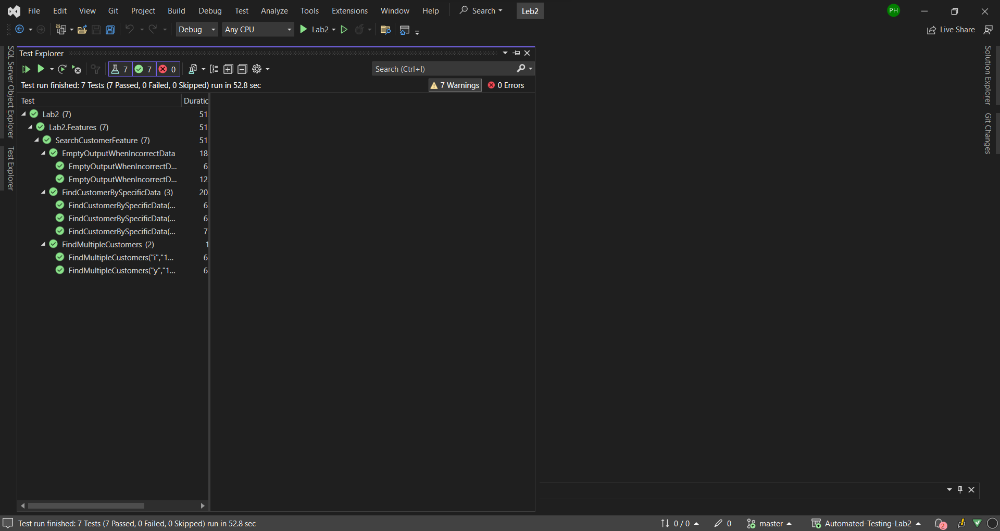 File Edit View Git Project Build Debug Test Analyze Tools Extensions Window Help Search Leb2 PH
Debug Any CPU Lab2 Live Share
SQL Server Object Explorer
Test Explorer
Test Explorer
7 7 0 Search (Ctrl+I)
Test run finished: 7 Tests (7 Passed, 0 Failed, 0 Skipped) run in 52.8 sec 7 Warnings 0 Errors
Test Duratic
Lab2 (7) 51.
Lab2.Features (7) 51.
SearchCustomerFeature (7) 51.
EmptyOutputWhenIncorrectData 18
EmptyOutputWhenIncorrectD... 6
EmptyOutputWhenIncorrectD... 12
FindCustomerBySpecificData (3) 20
FindCustomerBySpecificData(... 6
FindCustomerBySpecificData(... 6
FindCustomerBySpecificData(... 7
FindMultipleCustomers (2) 1
FindMultipleCustomers("i","1... 6
FindMultipleCustomers("y","1... 6
Solution Explorer
Git Changes
Test run finished: 7 Tests (7 Passed, 0 Failed, 0 Skipped) run in 52.8 sec 0 / 0 0 master Automated-Testing-Lab2 2